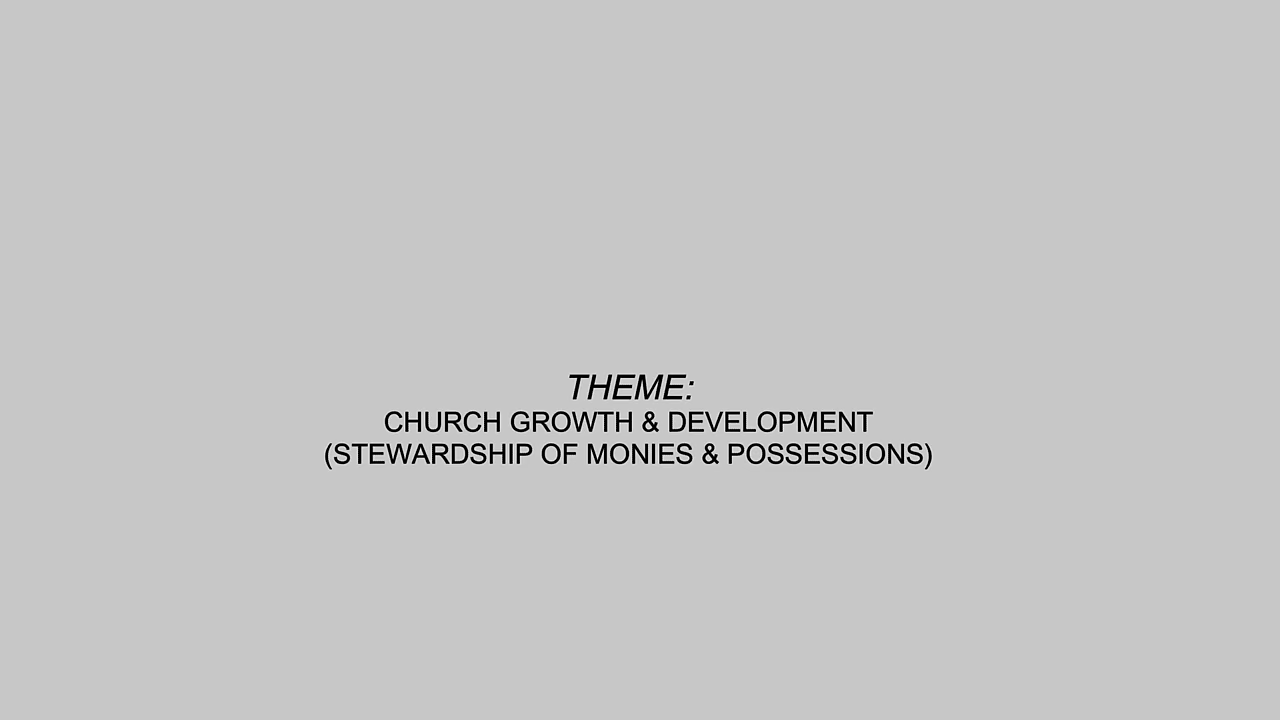 THEME:
CHURCH GROWTH & DEVELOPMENT
(STEWARDSHIP OF MONIES & POSSESSIONS)